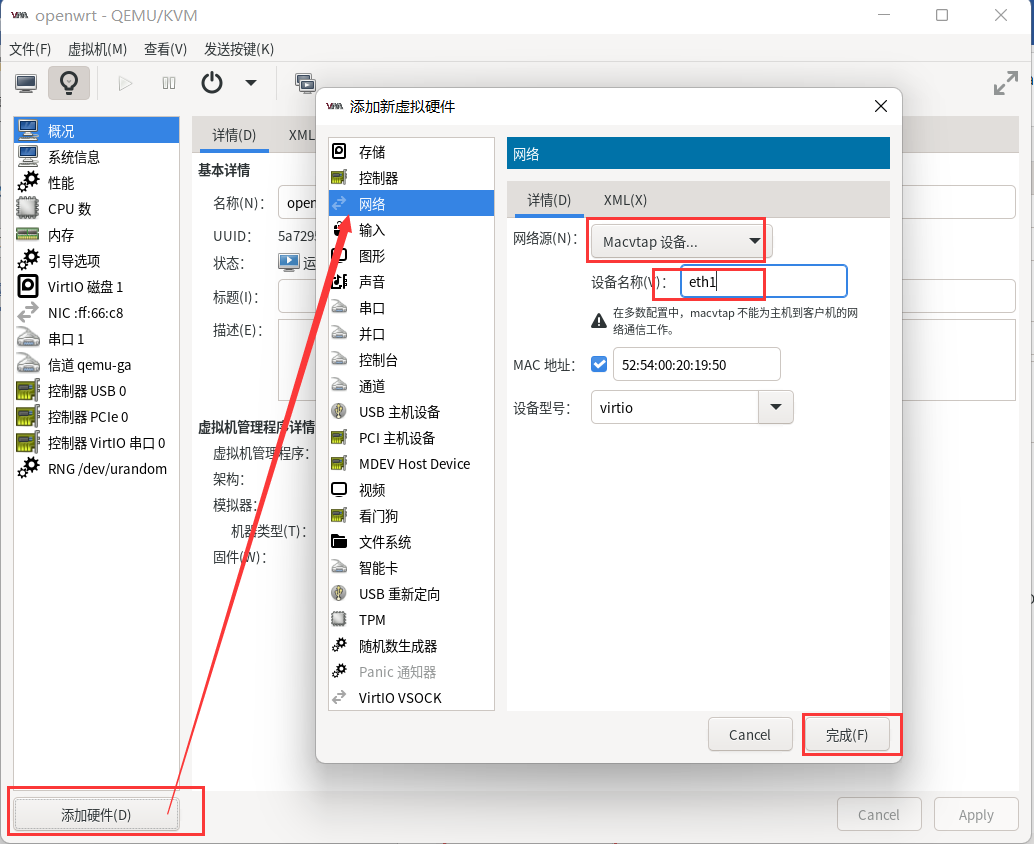 openwrt - QEMU/KVM
文件(F) 虚拟机(M) 查看(V) 发送按键(K)
概况
系统信息
性能
CPU 数
内存
引导选项
VirtIO 磁盘 1
NIC :ff:66:c8
串口 1
信道 qemu-ga
控制器 USB 0
控制器 PCIe 0
控制器 VirtIO 串口 0
RNG /dev/urandom
添加硬件(D)
详情(D) XML
基本详情
名称(N): open
UUID: 5a7295
状态: 运
标题(I):
描述(E):
虚拟机管理程序详情
虚拟机管理程序:
架构:
模拟器:
机器类型(T):
固件(W):
Cancel Apply
添加新虚拟硬件
存储
控制器
网络
输入
图形
声音
串口
并口
控制台
通道
USB 主机设备
PCI 主机设备
MDEV Host Device
视频
看门狗
文件系统
智能卡
USB 重新定向
TPM
随机数生成器
Panic 通知器
VirtIO VSOCK
网络
详情(D) XML(X)
网络源(N): Macvtap 设备...
设备名称(V): eth1
在多数配置中，macvtap 不能为主机到客户机的网
络通信工作。
MAC 地址: 52:54:00:20:19:50
设备型号: virtio
Cancel 完成(F)